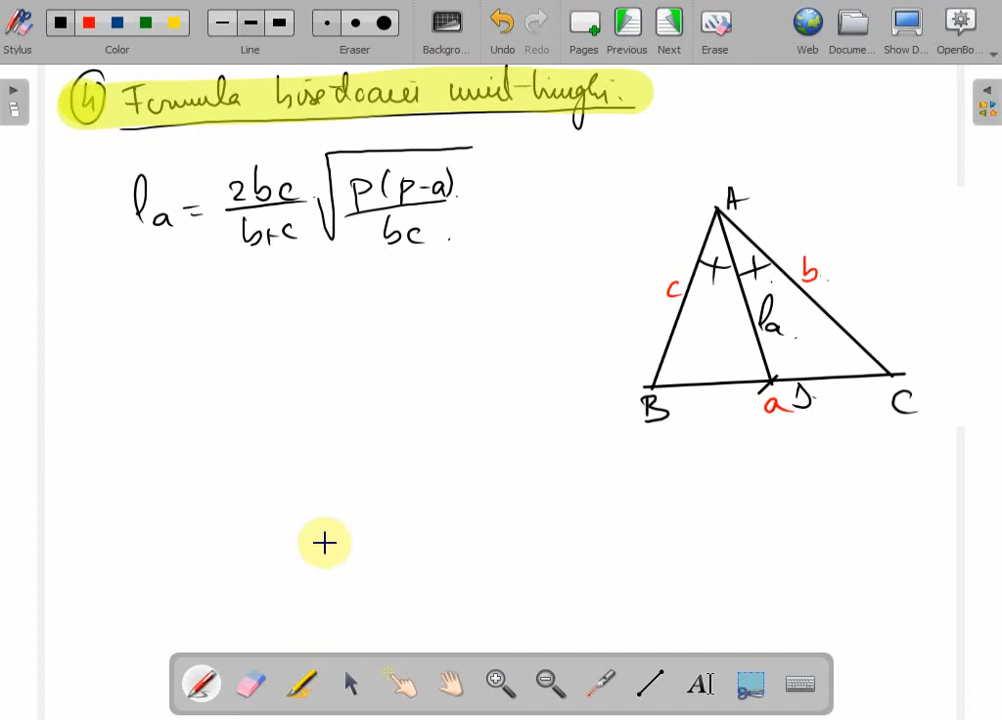 Stylus
Color
Line
Eraser
Backgro...
Undo
Redo
Pages
Previous
Next
Erase
Web
Docume...
Show D...
OpenBo...
④ Formula bisectoarei unui triunghi.
lₐ = 2bc / b+c · √(p(p-a) / bc) .
A
c
b
lₐ
B
a
D
C